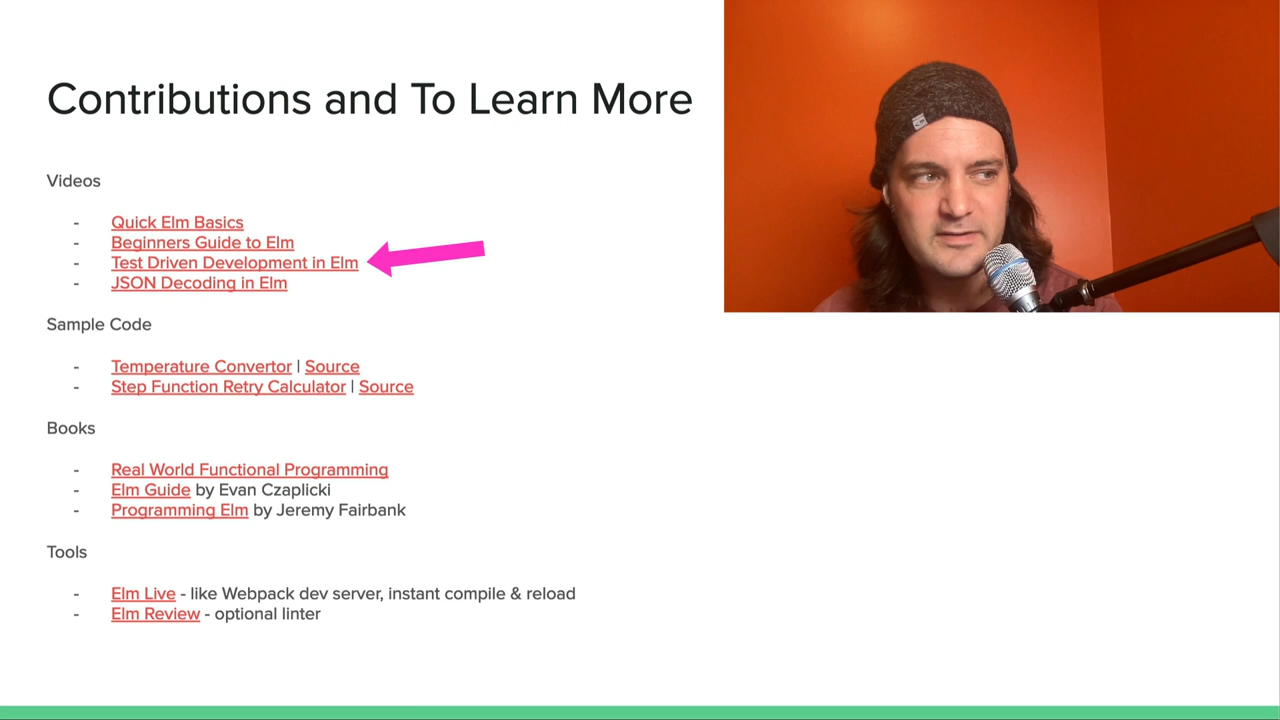 Contributions and To Learn More
Videos
- Quick Elm Basics
- Beginners Guide to Elm
- Test Driven Development in Elm
- JSON Decoding in Elm
Sample Code
- Temperature Convertor | Source
- Step Function Retry Calculator | Source
Books
- Real World Functional Programming
- Elm Guide by Evan Czaplicki
- Programming Elm by Jeremy Fairbank
Tools
- Elm Live - like Webpack dev server, instant compile & reload
- Elm Review - optional linter